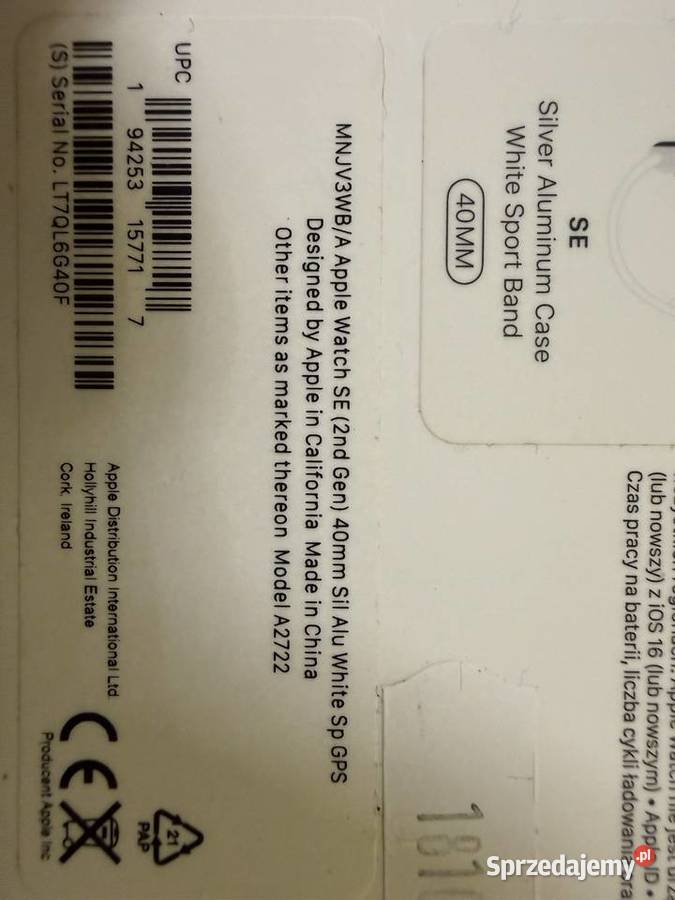 SE
Silver Aluminum Case
White Sport Band
40MM
(lub nowszy) z iOS 16 (lub nowszym) • Apple ID •
Czas pracy na baterii, liczba cykli ładowania
MNJV3WB/A Apple Watch SE (2nd Gen) 40mm Sil Alu White Sp GPS
Designed by Apple in California Made in China
Other items as marked thereon Model A2722
UPC
1 94253 15771 7
(S) Serial No. LT7QL6G40F
Apple Distribution International Ltd
Hollyhill Industrial Estate
Cork, Ireland
CE
Producent Apple Inc
21
PAP
Sprzedajemy.pl